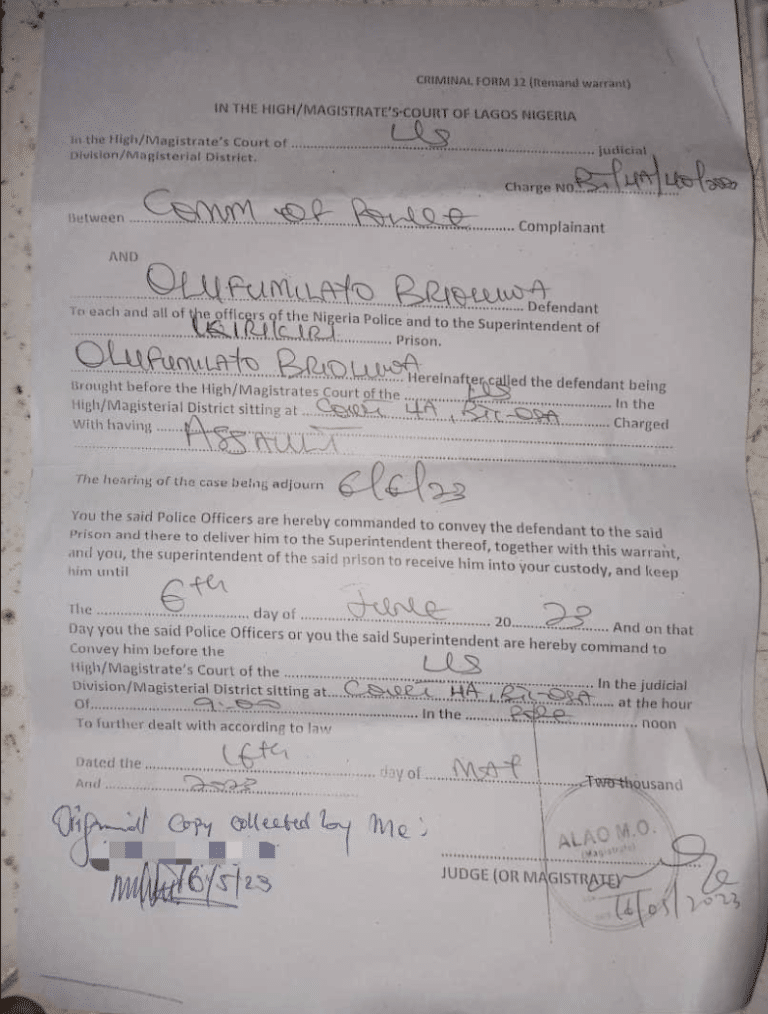 CRIMINAL FORM 12 (Remand warrant)
IN THE HIGH/MAGISTRATE'S COURT OF LAGOS NIGERIA
In the High/Magistrate's Court of ........ judicial
Division/Magisterial District.
Charge NO
Between Comm of Police Complainant
AND
OLUFUMILATO Defendant
To each and all of the officers of the Nigeria Police and to the Superintendent of
KIRIKIRI Prison.
OLUFUMILATO Hereinafter called the defendant being
Brought before the High/Magistrates Court of the ........ In the
High/Magisterial District sitting at ........ Charged
With having ASSAULT
The hearing of the case being adjourn 6/6/23
You the said Police Officers are hereby commanded to convey the defendant to the said
Prison and there to deliver him to the Superintendent thereof, together with this warrant,
and you, the superintendent of the said prison to receive him into your custody, and keep
him until
The 6th day of June 20 23 And on that
Day you the said Police Officers or you the said Superintendent are hereby command to
Convey him before the
High/Magistrate's Court of the ........ In the judicial
Division/Magisterial District sitting at ........ at the hour
Of 9:00 In the Fore noon
To further dealt with according to law
Dated the 16th day of MAY Two thousand
And 2023
Original Copy collected by Me:
16/5/23
ALAO M.O.
(Magistrate)
JUDGE (OR MAGISTRATE)
16/05/2023